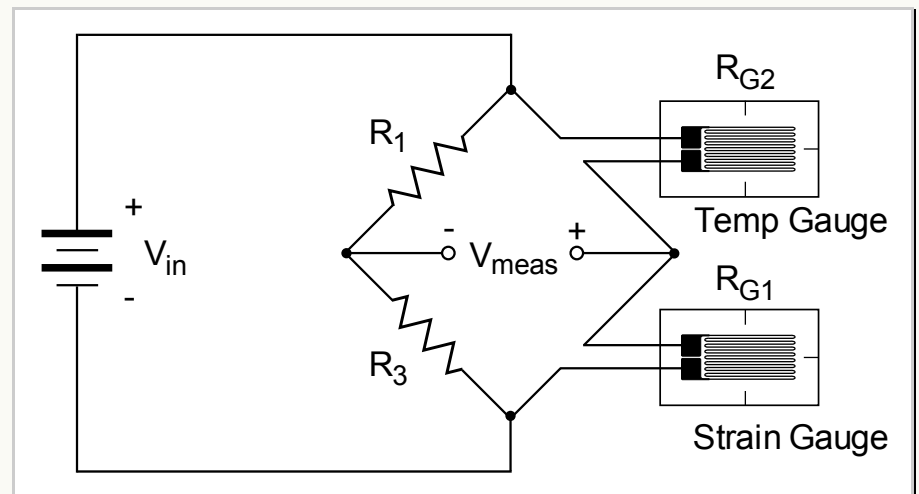 RG2
R1
Temp Gauge
+
Vin
-
-
Vmeas
+
RG1
R3
Strain Gauge